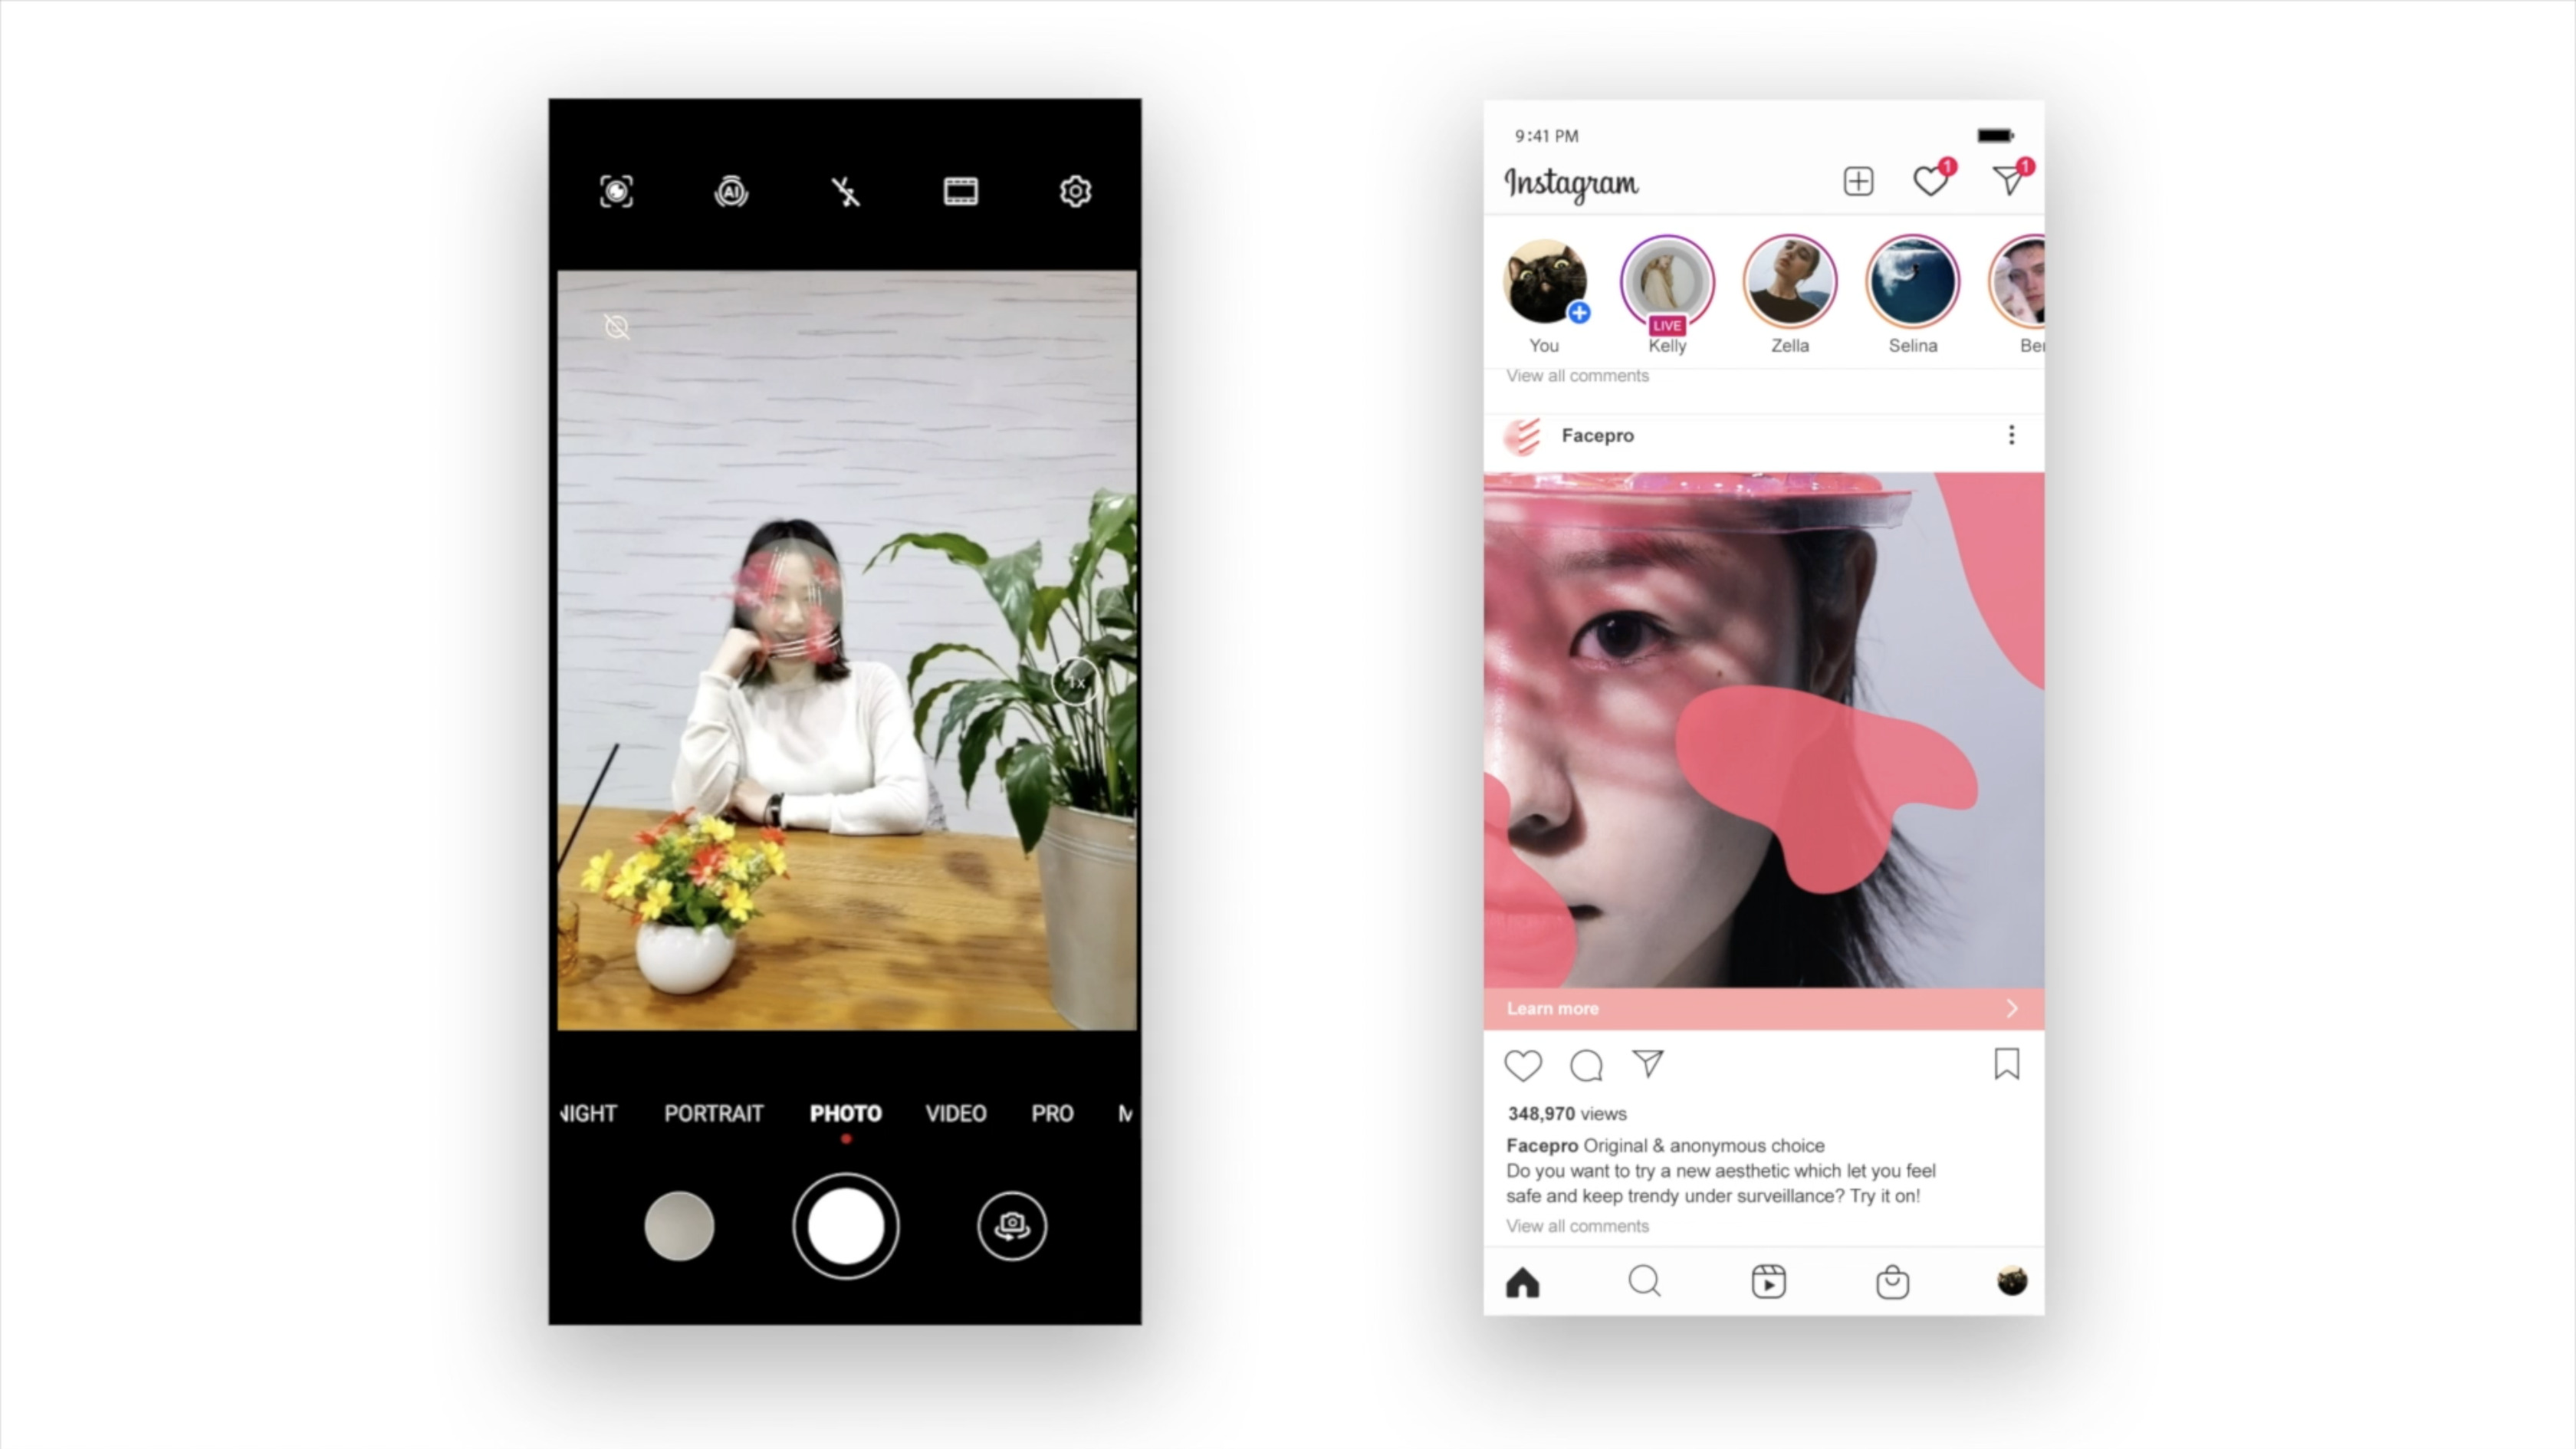 AI
1x
NIGHT PORTRAIT PHOTO VIDEO PRO M
9:41 PM
Instagram
1 1
LIVE
You Kelly Zella Selina Ber
View all comments
Facepro
Learn more
348,970 views
Facepro Original & anonymous choice
Do you want to try a new aesthetic which let you feel
safe and keep trendy under surveillance? Try it on!
View all comments